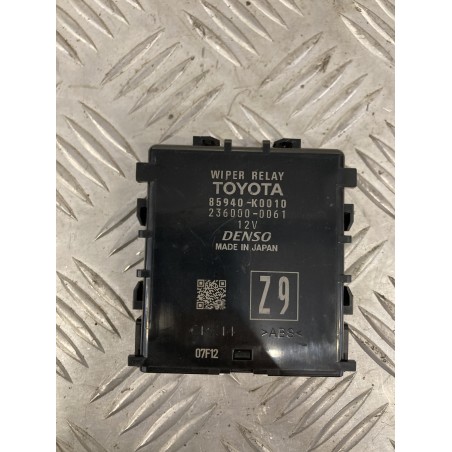 WIPER RELAY
TOYOTA
85940-K0010
236000-0061
12V
DENSO
MADE IN JAPAN
Z9
>ABS<
07F12